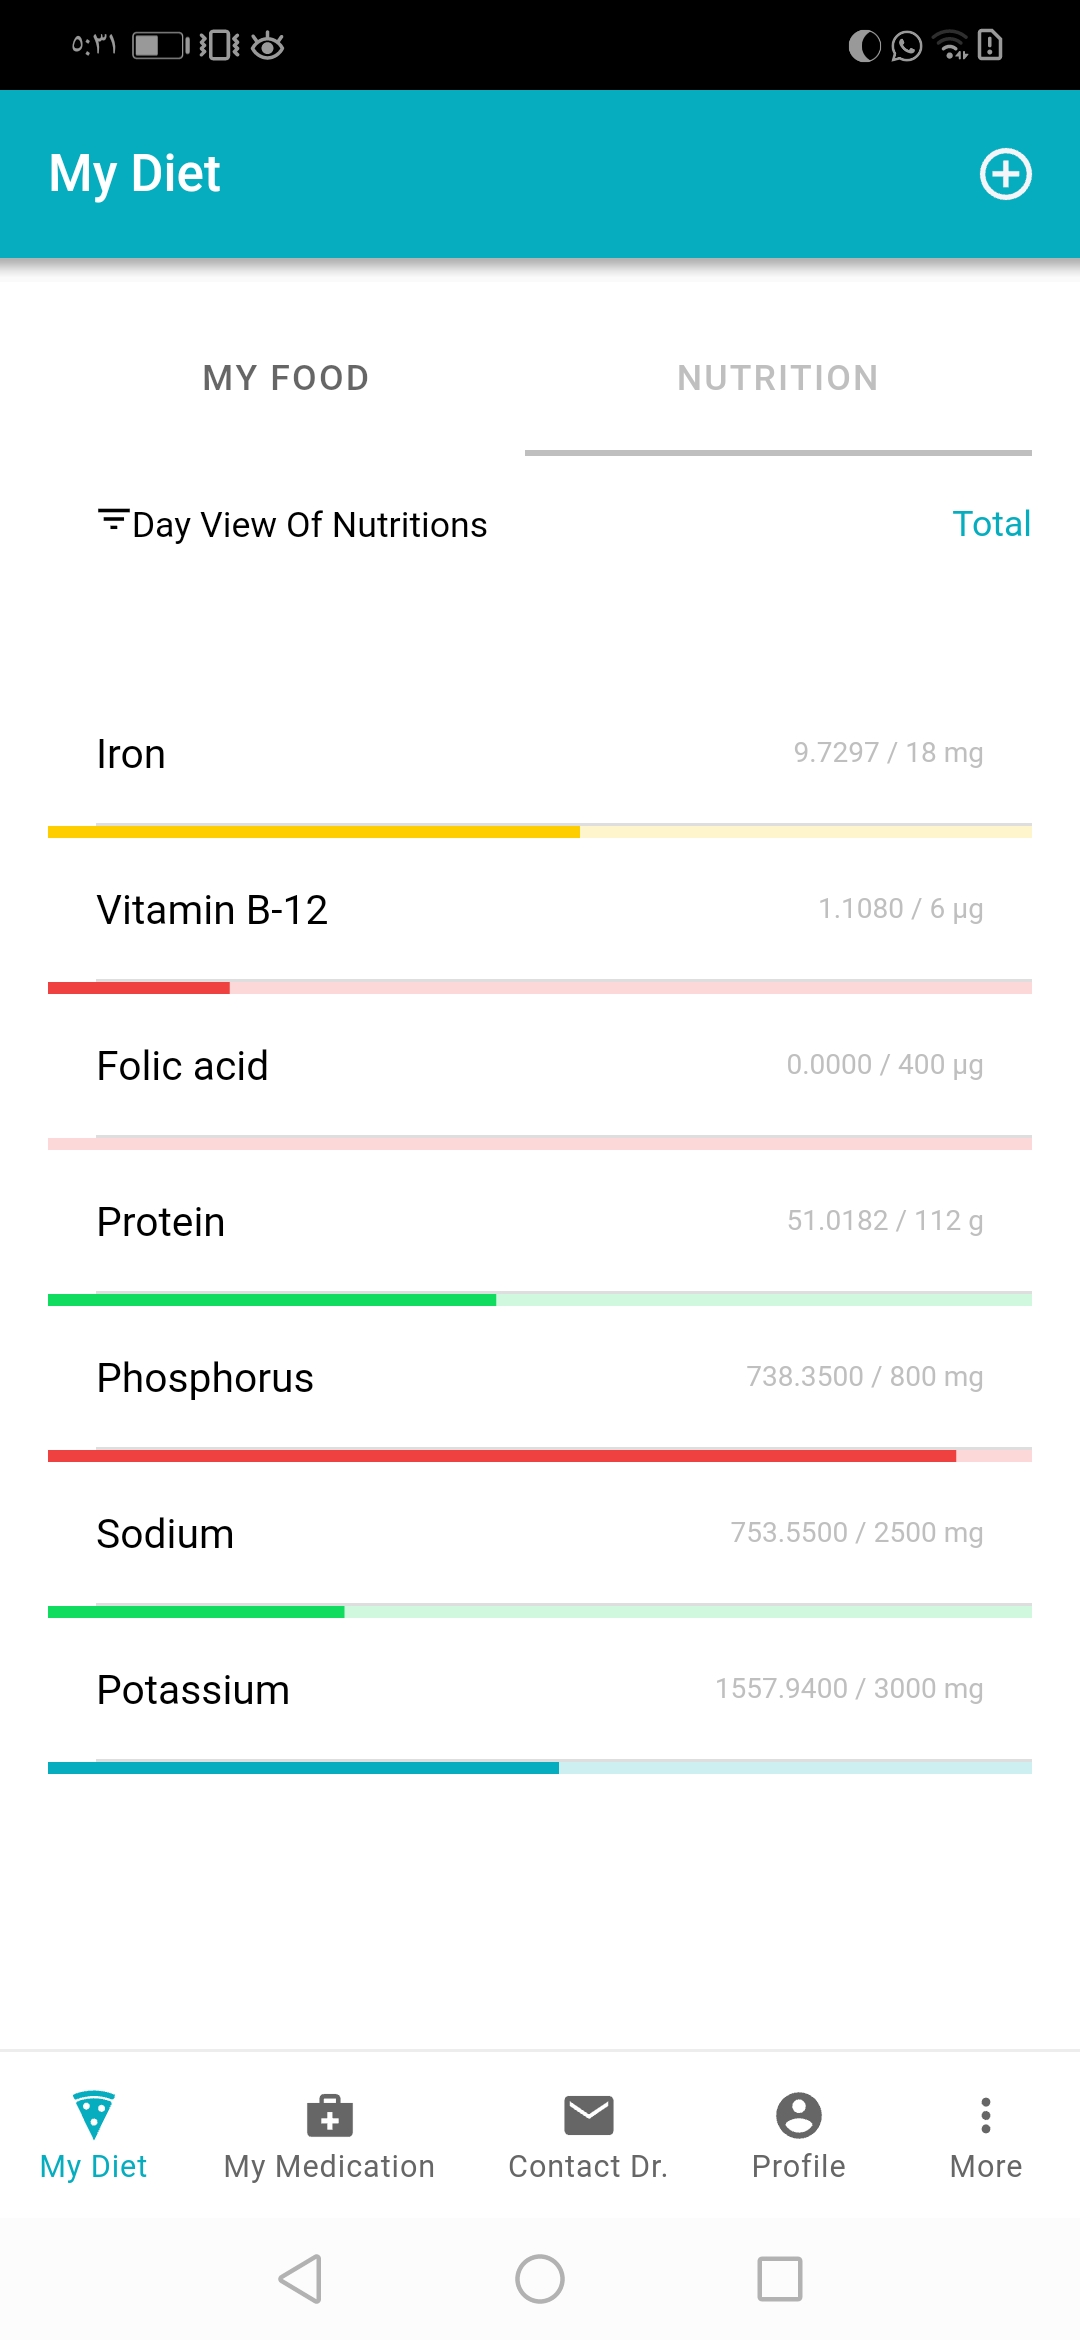 ٥:٣١
My Diet
MY FOOD
NUTRITION
Day View Of Nutritions
Total
Iron
9.7297 / 18 mg
Vitamin B-12
1.1080 / 6 µg
Folic acid
0.0000 / 400 µg
Protein
51.0182 / 112 g
Phosphorus
738.3500 / 800 mg
Sodium
753.5500 / 2500 mg
Potassium
1557.9400 / 3000 mg
My Diet
My Medication
Contact Dr.
Profile
More